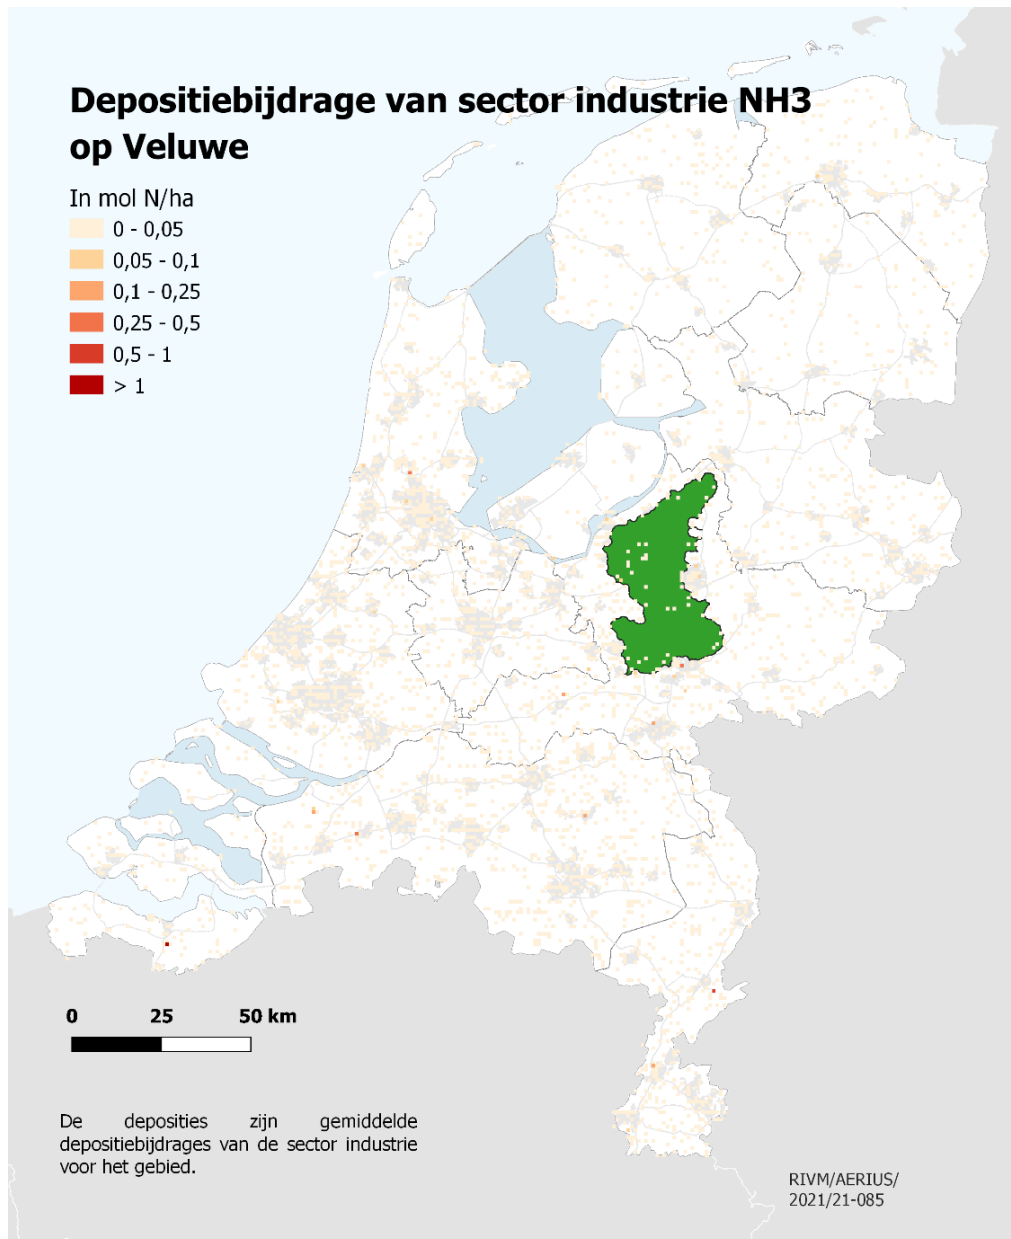 Depositiebijdrage van sector industrie NH3
op Veluwe
In mol N/ha
0 - 0,05
0,05 - 0,1
0,1 - 0,25
0,25 - 0,5
0,5 - 1
> 1
0 25 50 km
De deposities zijn gemiddelde
depositiebijdrages van de sector industrie
voor het gebied.
RIVM/AERIUS/
2021/21-085